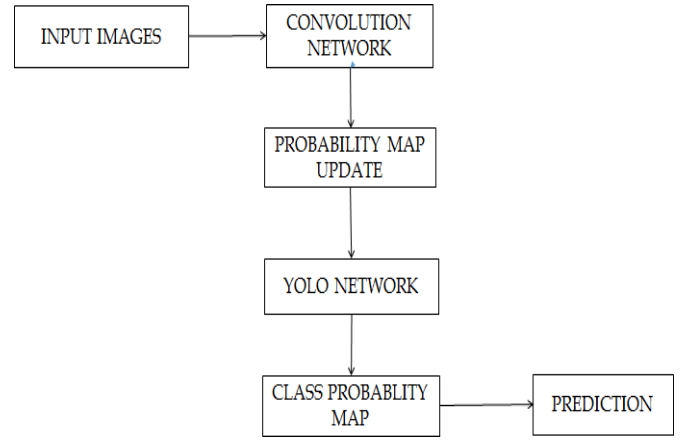 INPUT IMAGES
CONVOLUTION
NETWORK
PROBABILITY MAP
UPDATE
YOLO NETWORK
CLASS PROBABLITY
MAP
PREDICTION